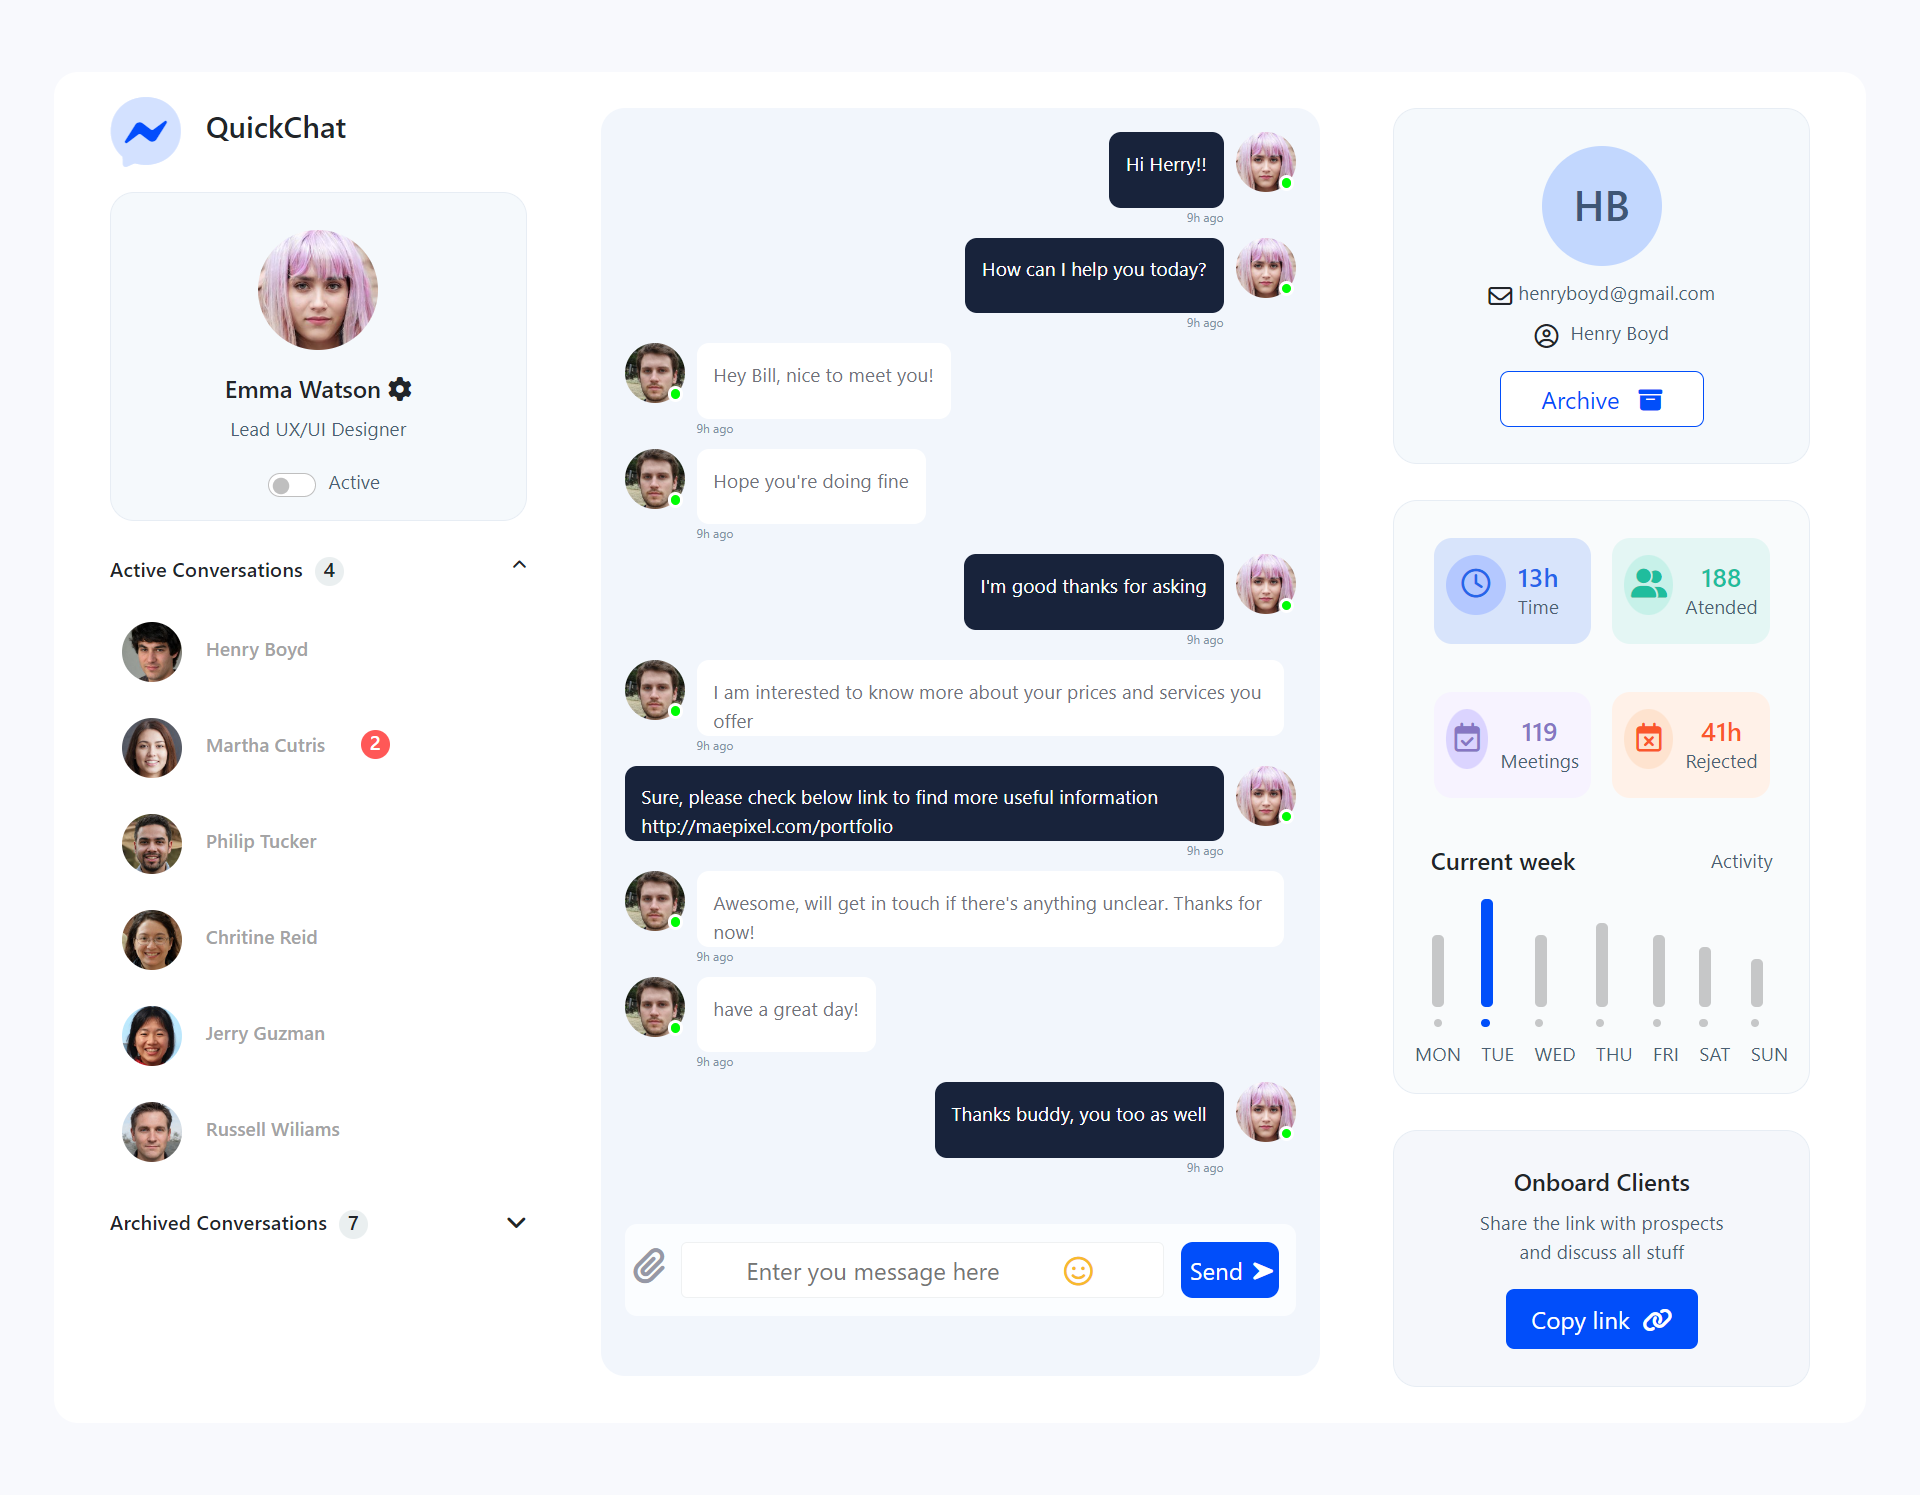 QuickChat
Emma Watson
Lead UX/UI Designer
Active
Active Conversations 4
Henry Boyd
Martha Cutris 2
Philip Tucker
Chritine Reid
Jerry Guzman
Russell Wiliams
Archived Conversations 7
Hi Herry!!
9h ago
How can I help you today?
9h ago
Hey Bill, nice to meet you!
9h ago
Hope you're doing fine
9h ago
I'm good thanks for asking
9h ago
I am interested to know more about your prices and services you
offer
9h ago
Sure, please check below link to find more useful information
http://maepixel.com/portfolio
9h ago
Awesome, will get in touch if there's anything unclear. Thanks for
now!
9h ago
have a great day!
9h ago
Thanks buddy, you too as well
9h ago
Enter you message here
Send
HB
henryboyd@gmail.com
Henry Boyd
Archive
13h
Time
188
Atended
119
Meetings
41h
Rejected
Current week
Activity
MON TUE WED THU FRI SAT SUN
Onboard Clients
Share the link with prospects
and discuss all stuff
Copy link